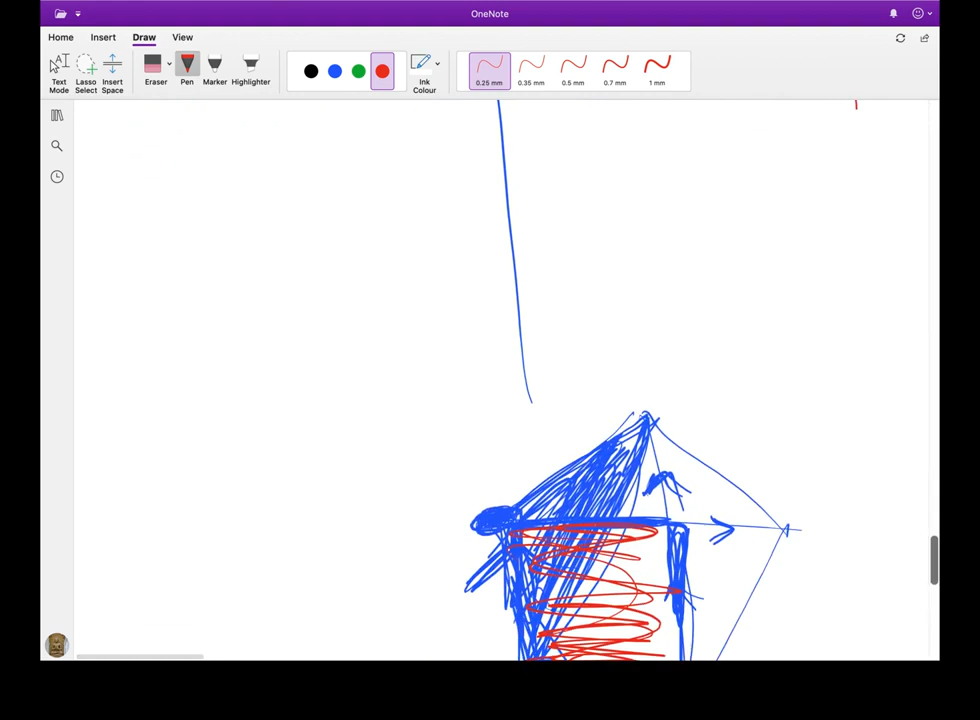 OneNote
Home Insert Draw View
Text Mode
Lasso Select
Insert Space
Eraser
Pen
Marker
Highlighter
Ink Colour
0.25 mm
0.35 mm
0.5 mm
0.7 mm
1 mm